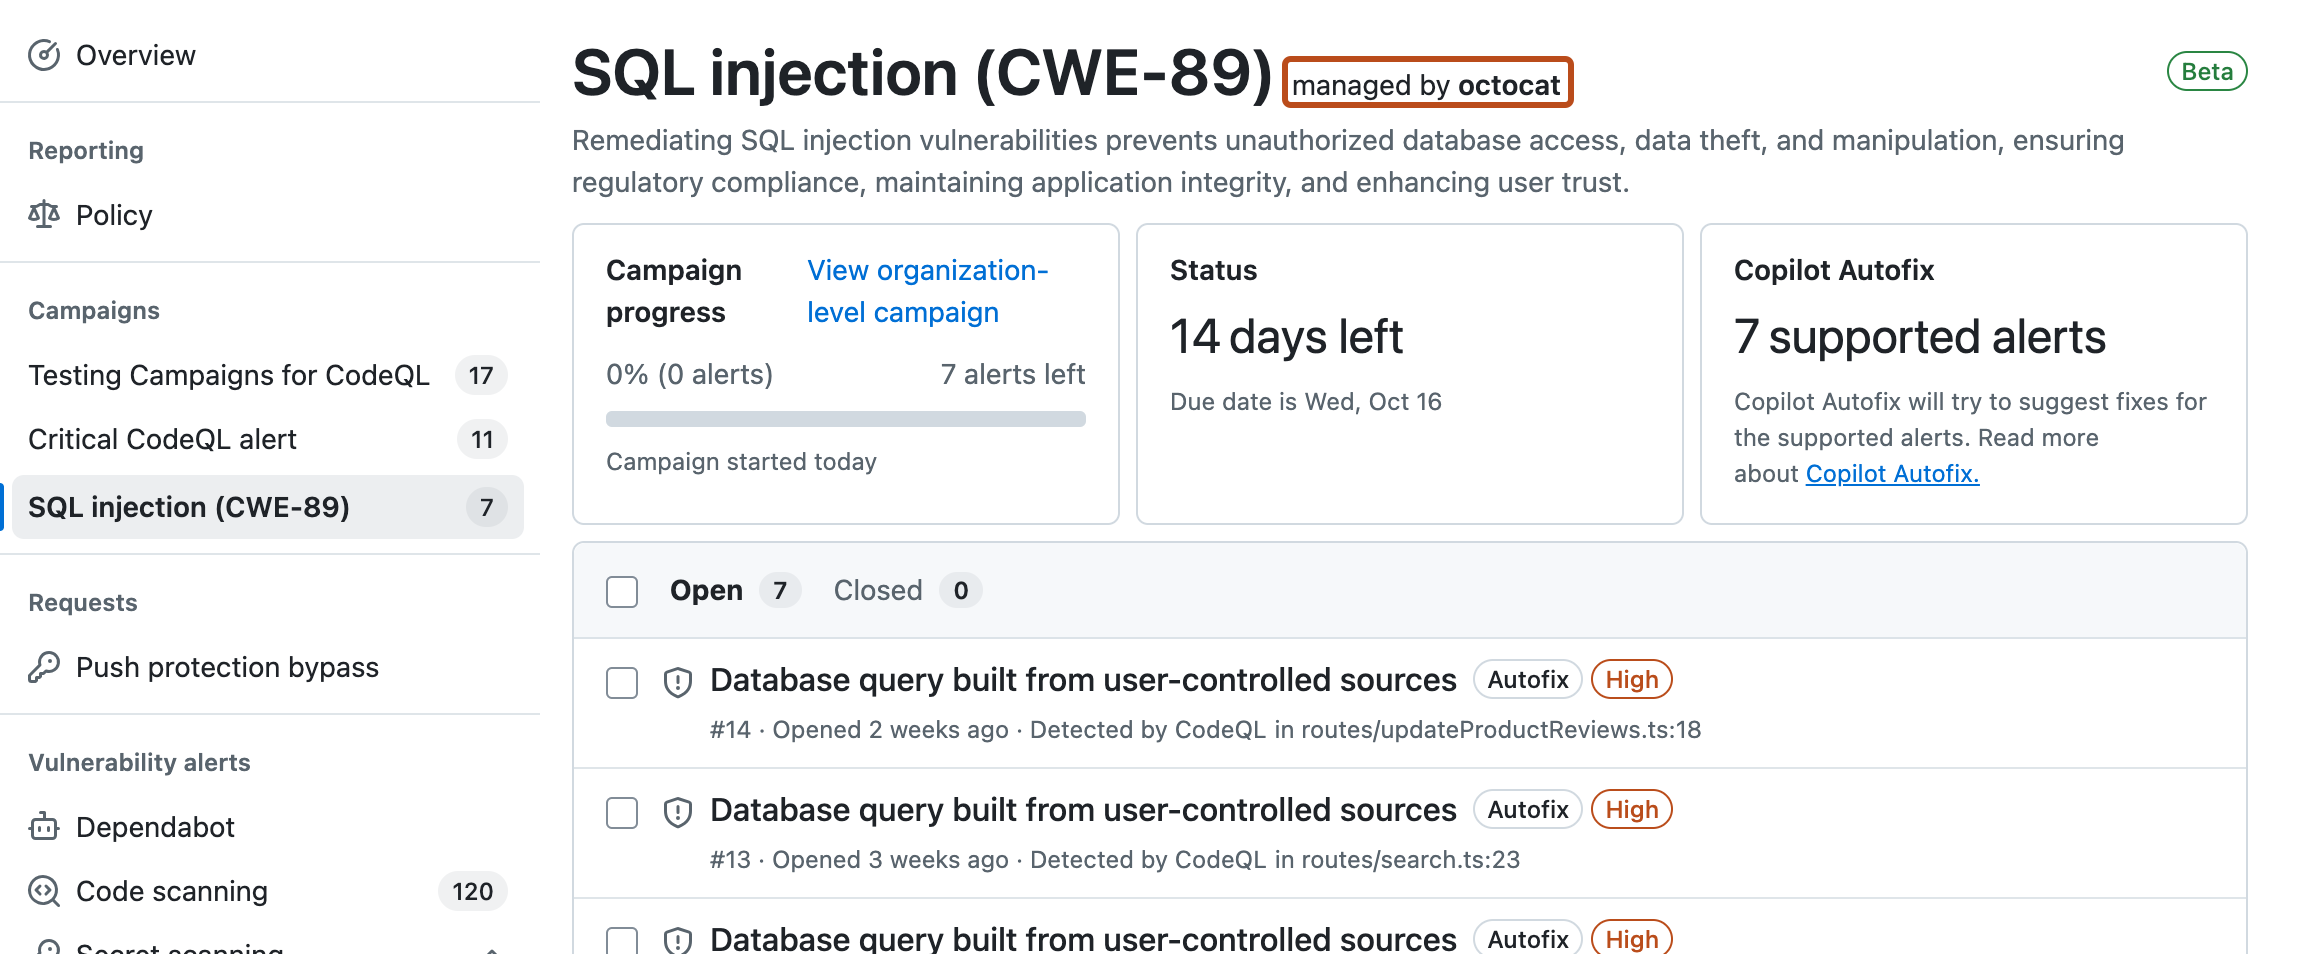 Overview
Reporting
Policy
Campaigns
Testing Campaigns for CodeQL 17
Critical CodeQL alert 11
SQL injection (CWE-89) 7
Requests
Push protection bypass
Vulnerability alerts
Dependabot
Code scanning 120
Secret scanning
SQL injection (CWE-89) managed by octocat
Beta
Remediating SQL injection vulnerabilities prevents unauthorized database access, data theft, and manipulation, ensuring
regulatory compliance, maintaining application integrity, and enhancing user trust.
Campaign
progress
View organization-
level campaign
0% (0 alerts) 7 alerts left
Campaign started today
Status
14 days left
Due date is Wed, Oct 16
Copilot Autofix
7 supported alerts
Copilot Autofix will try to suggest fixes for
the supported alerts. Read more
about Copilot Autofix.
Open 7 Closed 0
Database query built from user-controlled sources Autofix High
#14 · Opened 2 weeks ago · Detected by CodeQL in routes/updateProductReviews.ts:18
Database query built from user-controlled sources Autofix High
#13 · Opened 3 weeks ago · Detected by CodeQL in routes/search.ts:23
Database query built from user-controlled sources Autofix High